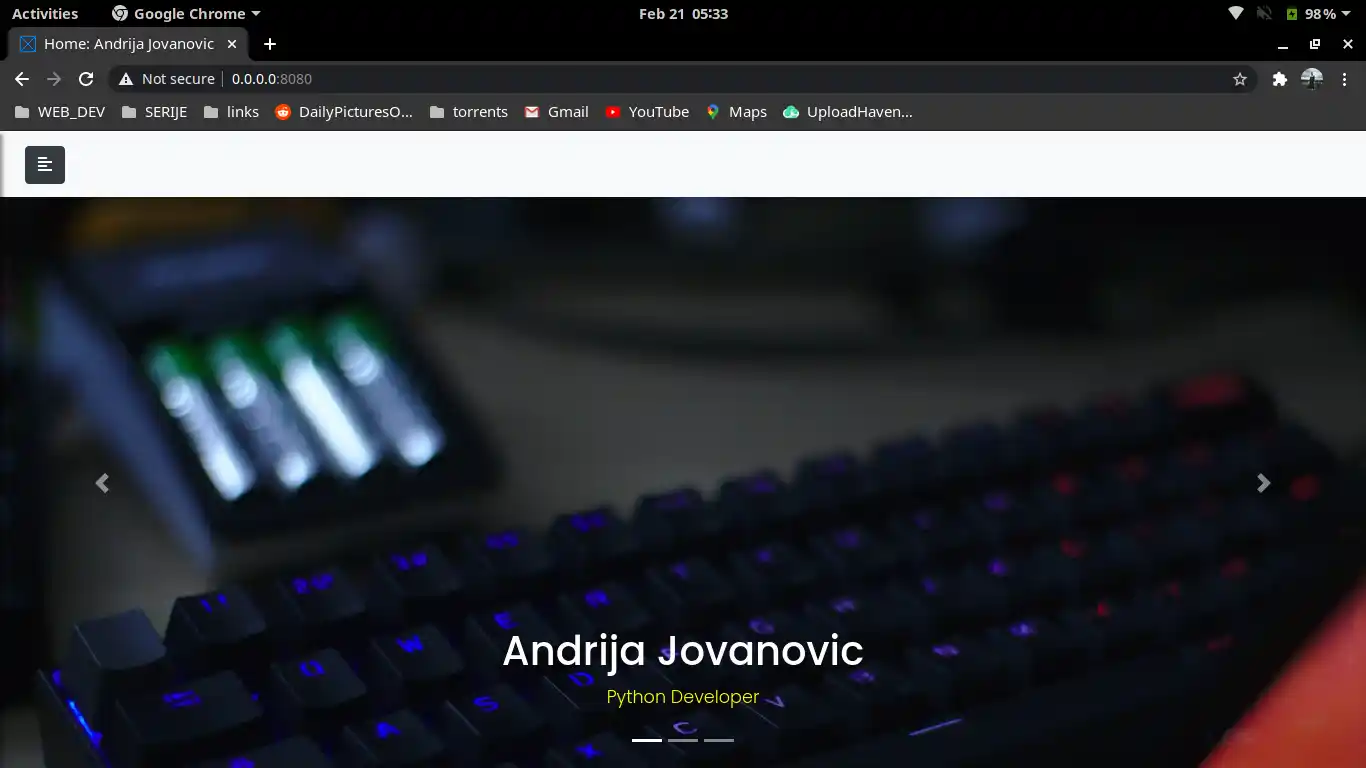 Activities Google Chrome Feb 21 05:33 98%
Home: Andrija Jovanovic
Not secure 0.0.0.0:8080
WEB_DEV SERIJE links DailyPicturesO... torrents Gmail YouTube Maps UploadHaven...
W E R
A S D
X C V
Andrija Jovanovic
Python Developer